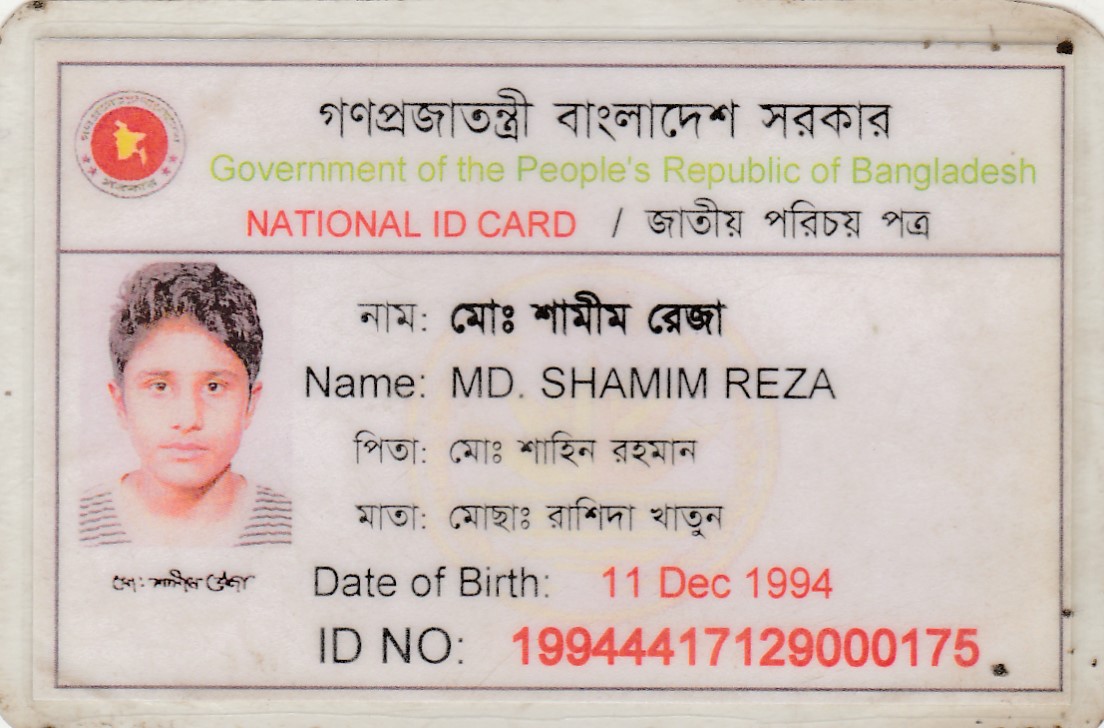 গণপ্রজাতন্ত্রী বাংলাদেশ সরকার
Government of the People's Republic of Bangladesh
NATIONAL ID CARD / জাতীয় পরিচয় পত্র
নাম: মোঃ শামীম রেজা
Name: MD. SHAMIM REZA
পিতা: মোঃ শাহিন রহমান
মাতা: মোছাঃ রাশিদা খাতুন
মো: শামীম রেজা
Date of Birth: 11 Dec 1994
ID NO: 19944417129000175